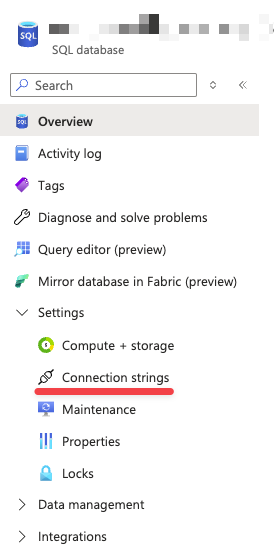 SQL
SQL database
Search
Overview
Activity log
Tags
Diagnose and solve problems
Query editor (preview)
Mirror database in Fabric (preview)
Settings
Compute + storage
Connection strings
Maintenance
Properties
Locks
Data management
Integrations